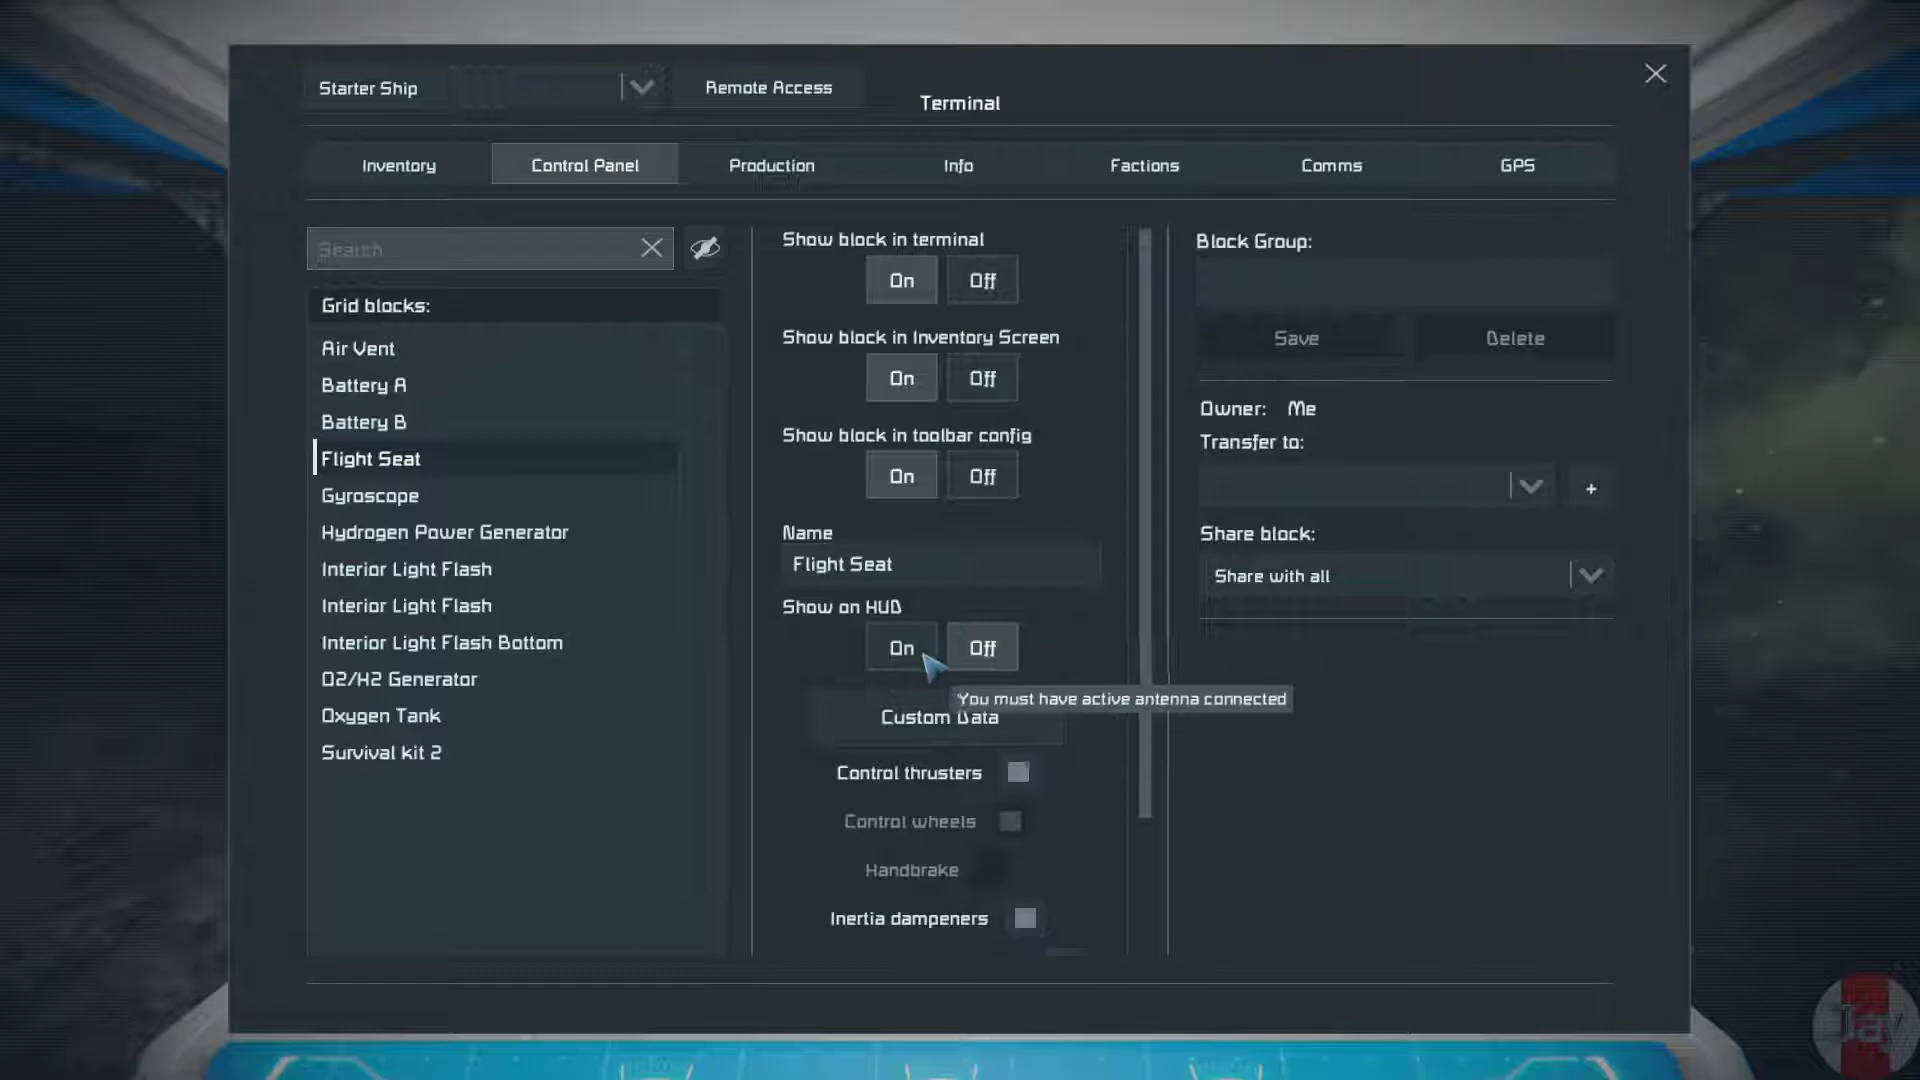 Starter Ship
Remote Access
Terminal
Inventory
Control Panel
Production
Info
Factions
Comms
GPS
Search
Grid blocks:
Air Vent
Battery A
Battery B
Flight Seat
Gyroscope
Hydrogen Power Generator
Interior Light Flash
Interior Light Flash
Interior Light Flash Bottom
O2/H2 Generator
Oxygen Tank
Survival kit 2
Show block in terminal
On Off
Show block in Inventory Screen
On Off
Show block in toolbar config
On Off
Name
Flight Seat
Show on HUD
On Off
You must have active antenna connected
Custom Data
Control thrusters
Control wheels
Handbrake
Inertia dampeners
Block Group:
Save Delete
Owner: Me
Transfer to:
+
Share block:
Share with all
Jay